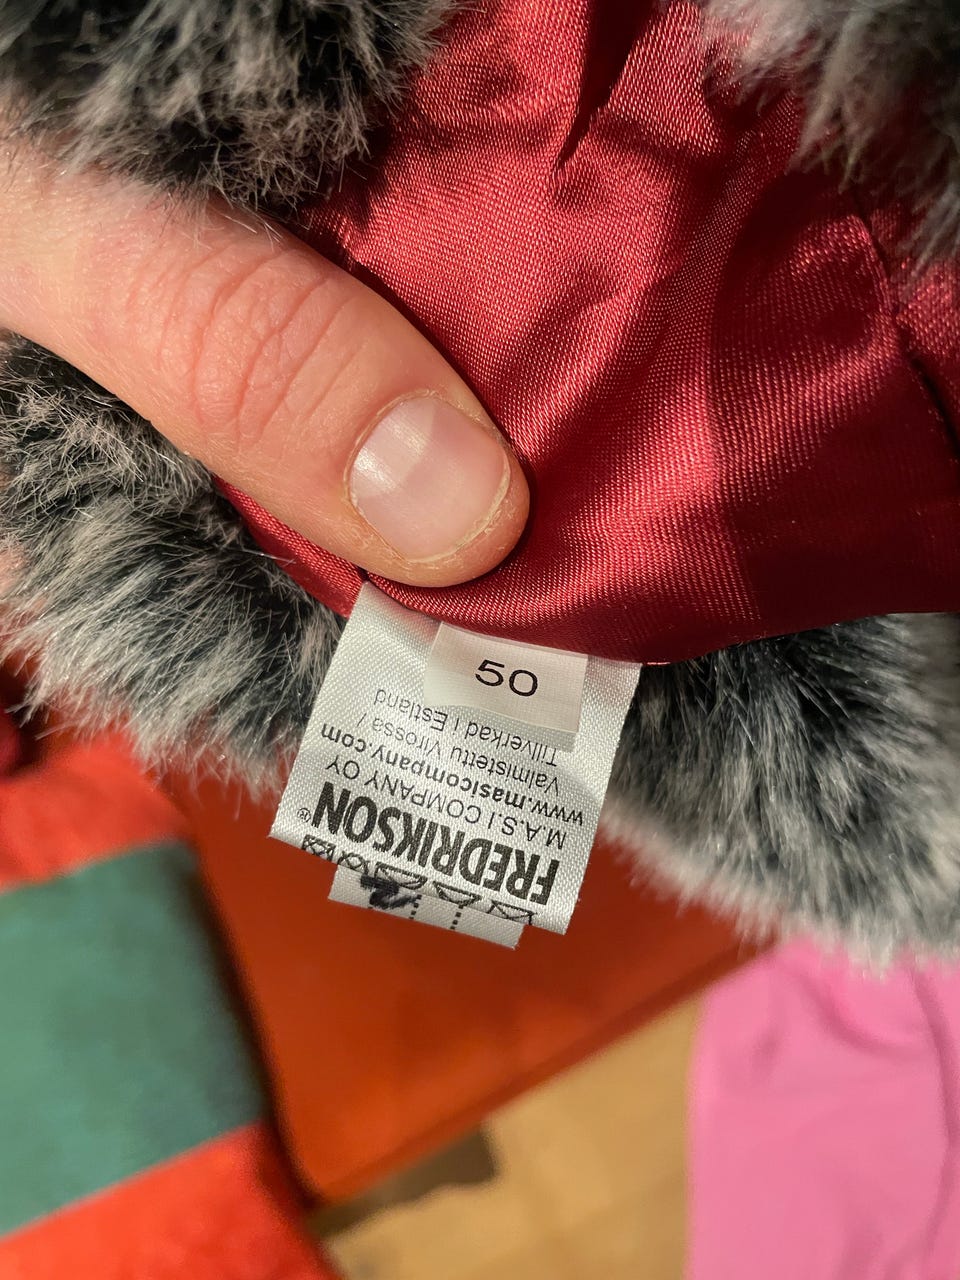 50
FREDRIKSON®
M.A.S.I COMPANY OY
www.masicompany.com
Valmistettu Virossa /
Tillverkad i Estland